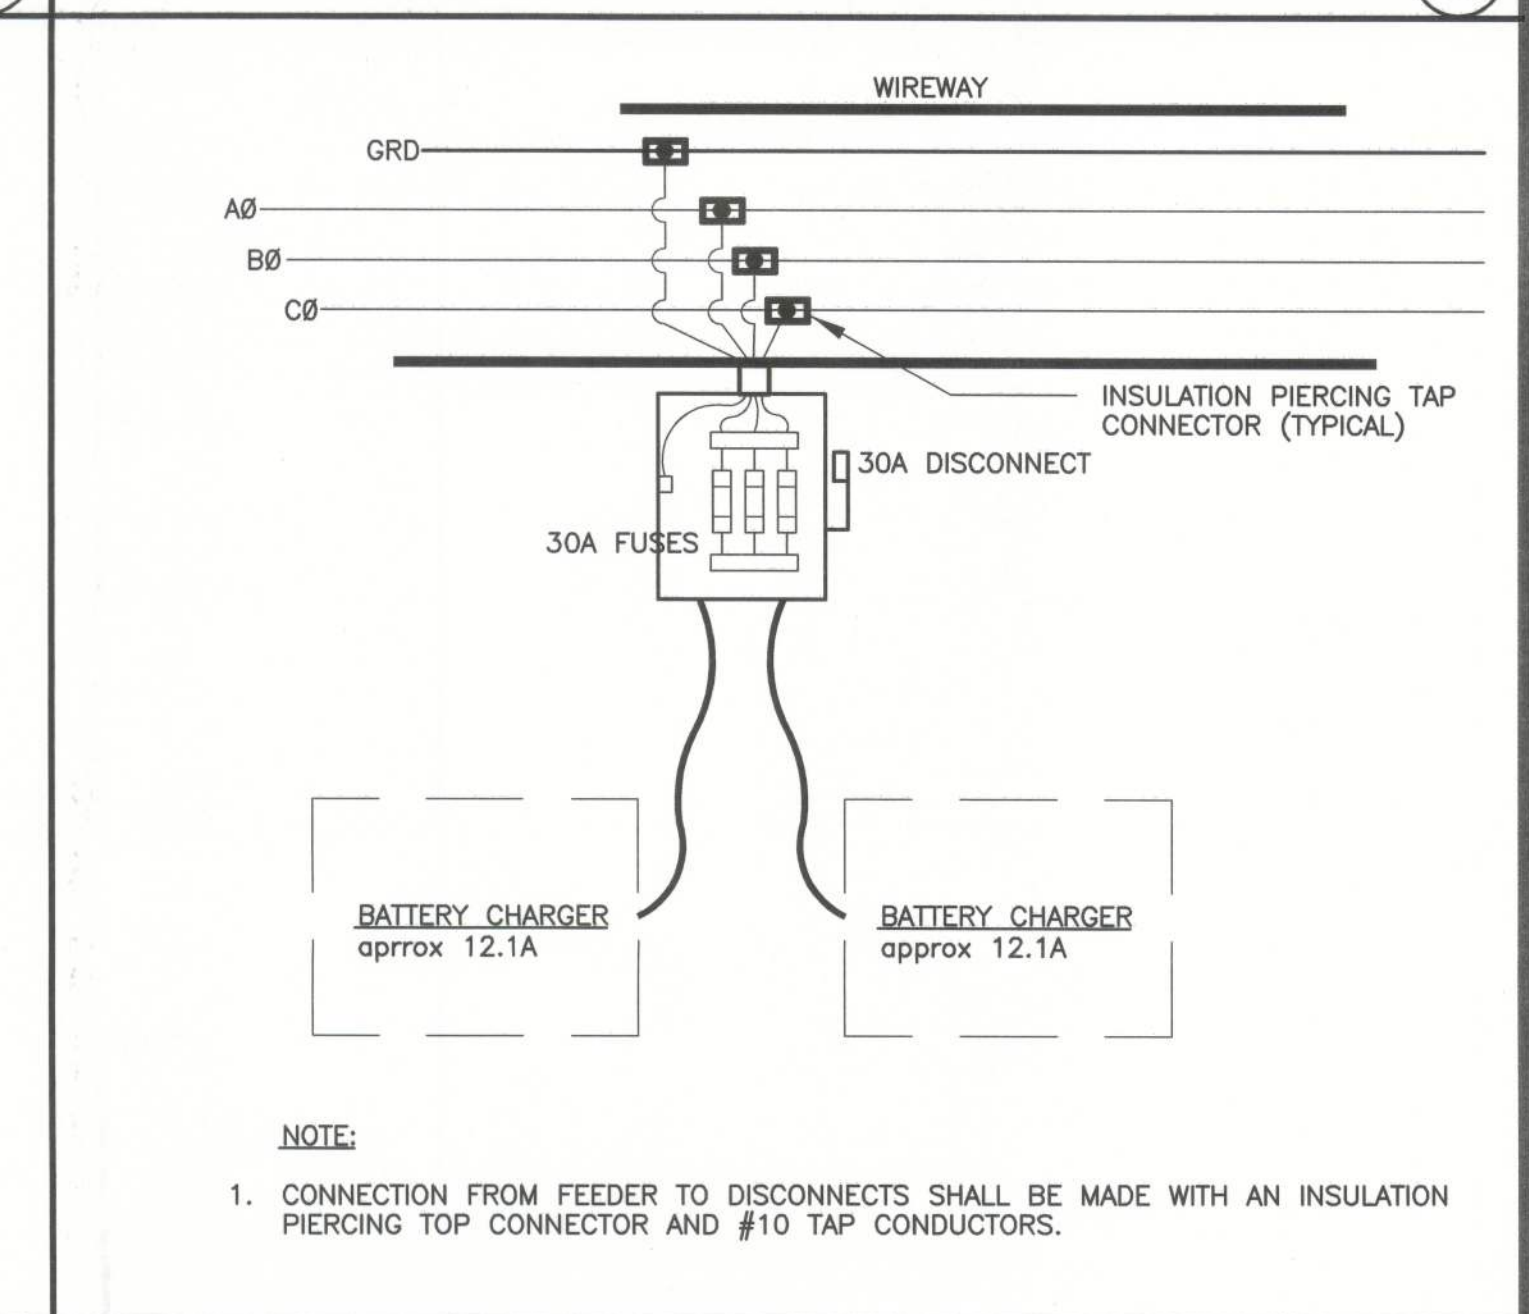 WIREWAY
GRD
AØ
BØ
CØ
INSULATION PIERCING TAP
CONNECTOR (TYPICAL)
30A DISCONNECT
30A FUSES
BATTERY CHARGER
aprrox 12.1A
BATTERY CHARGER
approx 12.1A
NOTE:
1. CONNECTION FROM FEEDER TO DISCONNECTS SHALL BE MADE WITH AN INSULATION
PIERCING TOP CONNECTOR AND #10 TAP CONDUCTORS.